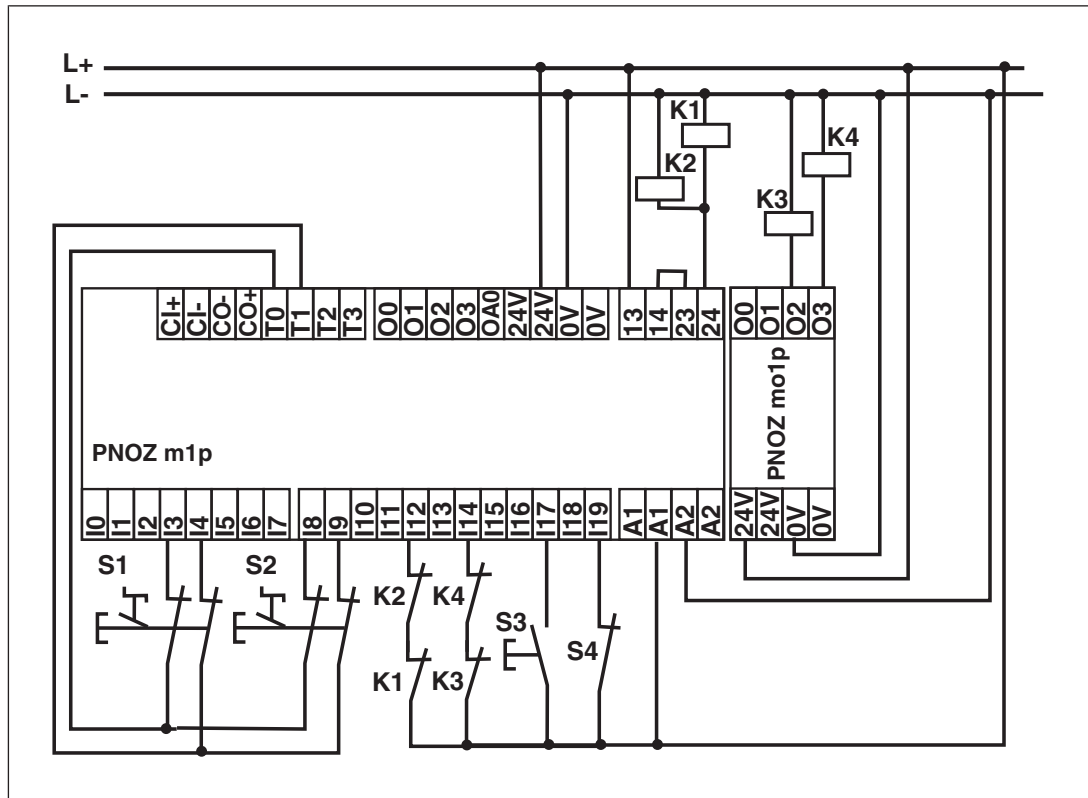 L+
L-
K1
K2
K4
K3
CI+ CI- CO- CO+ T0 T1 T2 T3 O0 O1 O2 O3 OA0 24V 24V 0V 0V 13 14 23 24 O0 O1 O2 O3
PNOZ m1p
PNOZ mo1p
I0 I1 I2 I3 I4 I5 I6 I7 I8 I9 I10 I11 I12 I13 I14 I15 I16 I17 I18 I19 A1 A1 A2 A2 24V 24V 0V 0V
S1 S2
K2 K4
S3
S4
K1 K3